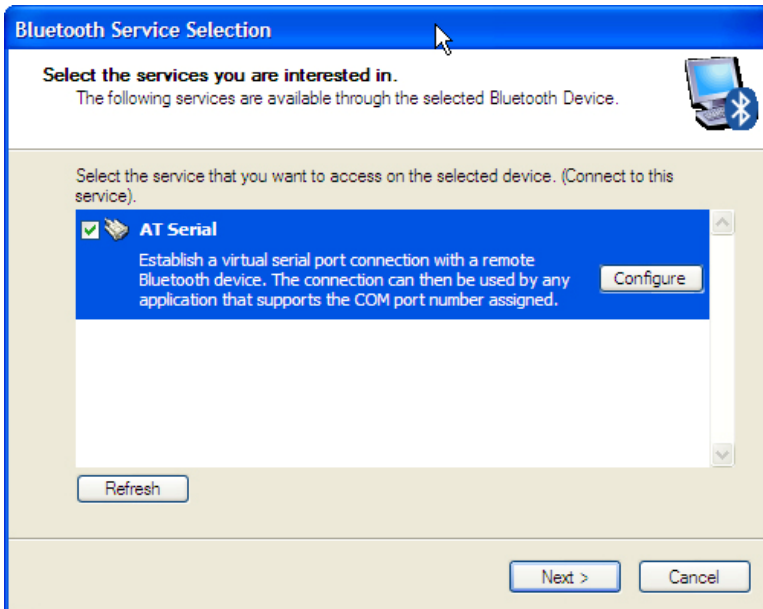 Bluetooth Service Selection
Select the services you are interested in.
The following services are available through the selected Bluetooth Device.
Select the service that you want to access on the selected device. (Connect to this
service).
AT Serial
Establish a virtual serial port connection with a remote
Bluetooth device. The connection can then be used by any
application that supports the COM port number assigned.
Configure
Refresh
Next >
Cancel